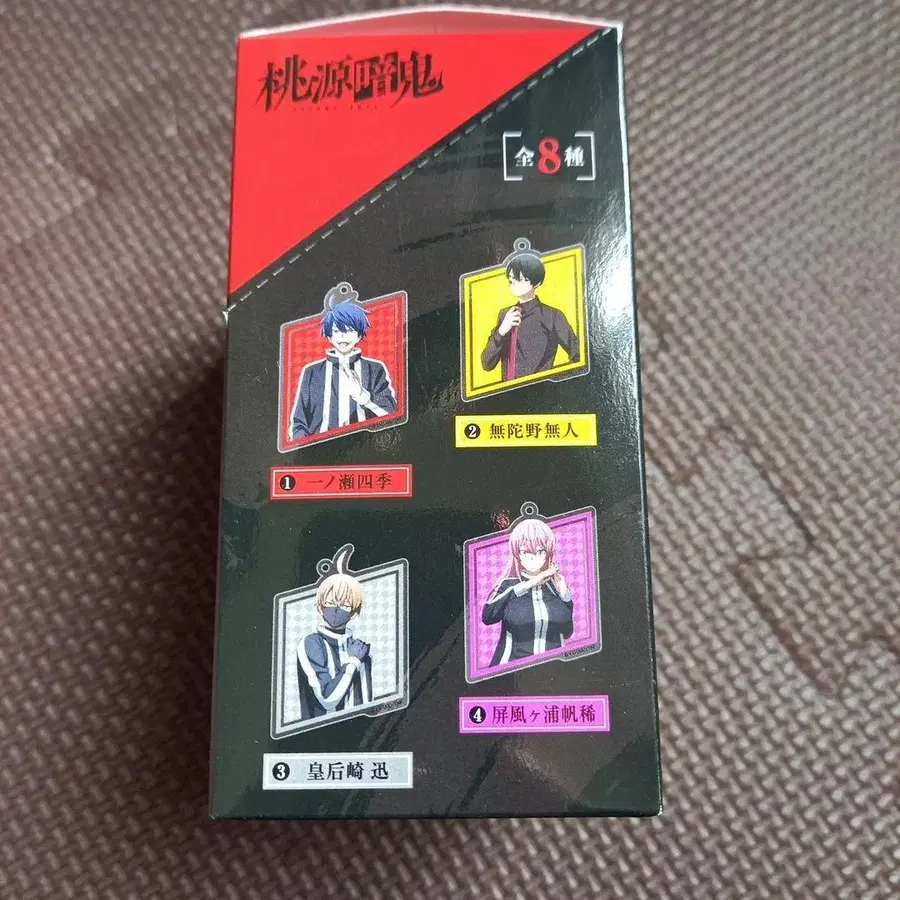 桃源暗鬼
全8種
❶ 一ノ瀬四季
❷ 無陀野無人
❸ 皇后崎 迅
❹ 屏風ヶ浦帆稀